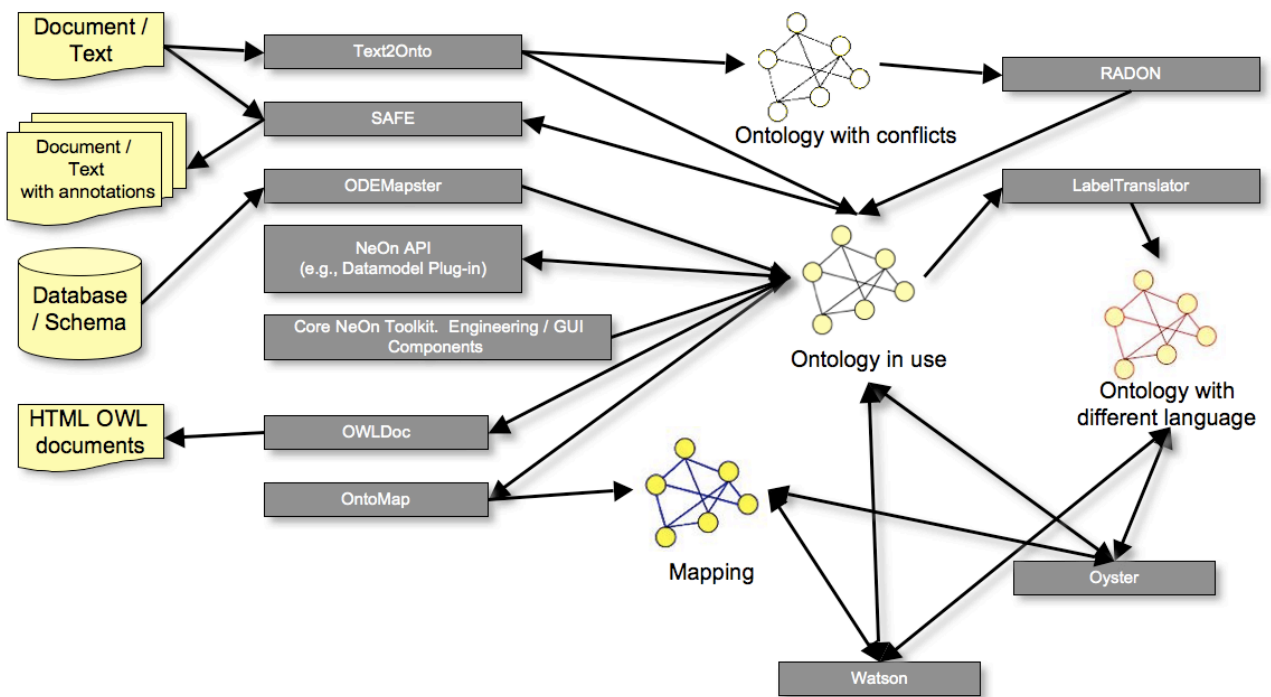 Document /
Text
Text2Onto
Ontology with conflicts
RADON
SAFE
Document /
Text
with annotations
ODEMapster
LabelTranslator
NeOn API
(e.g., Datamodel Plug-in)
Database
/ Schema
Core NeOn Toolkit. Engineering / GUI
Components
Ontology in use
Ontology with
different language
HTML OWL
documents
OWLDoc
OntoMap
Mapping
Oyster
Watson